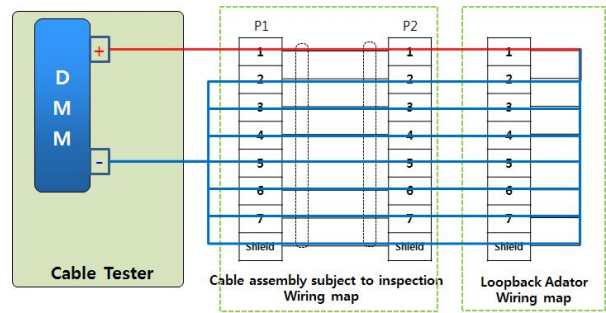 P1 P2
D
M
M
+
-
1 1 1
2 2 2
3 3 3
4 4 4
5 5 5
6 6 6
7 7 7
Shield Shield Shield
Cable Tester
Cable assembly subject to inspection
Wiring map
Loopback Adator
Wiring map